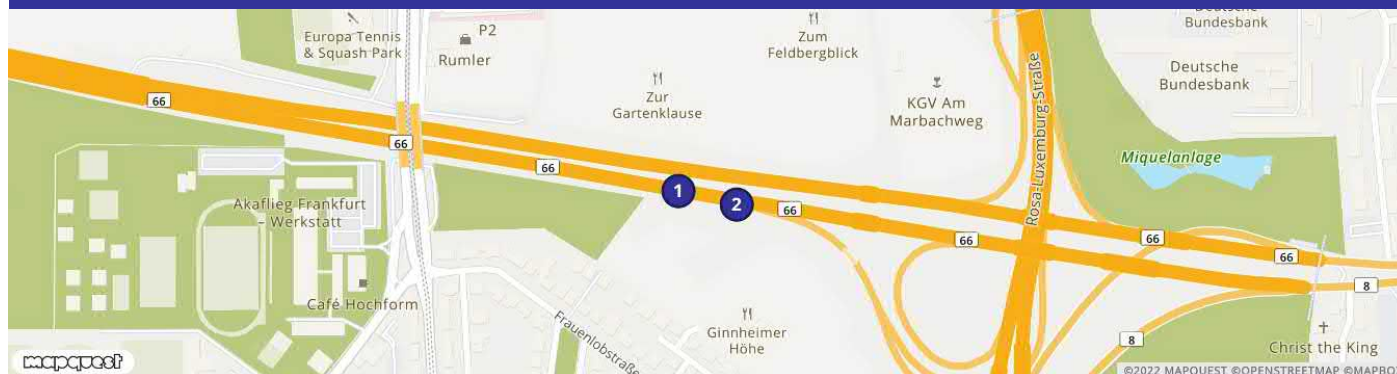 Europa Tennis
& Squash Park
P2
Rumler
Zum
Feldbergblick
Zur
Gartenklause
KGV Am
Marbachweg
Rosa-Luxemburg-Straße
Deutsche
Bundesbank
Deutsche
Bundesbank
Miquelanlage
66
66
66
66
66
66
66
8
8
1
2
Akaflieg Frankfurt
– Werkstatt
Café Hochform
Frauenlobstraße
Ginnheimer
Höhe
Christ the King
mapquest
©2022 MAPQUEST ©OPENSTREETMAP ©MAPBO